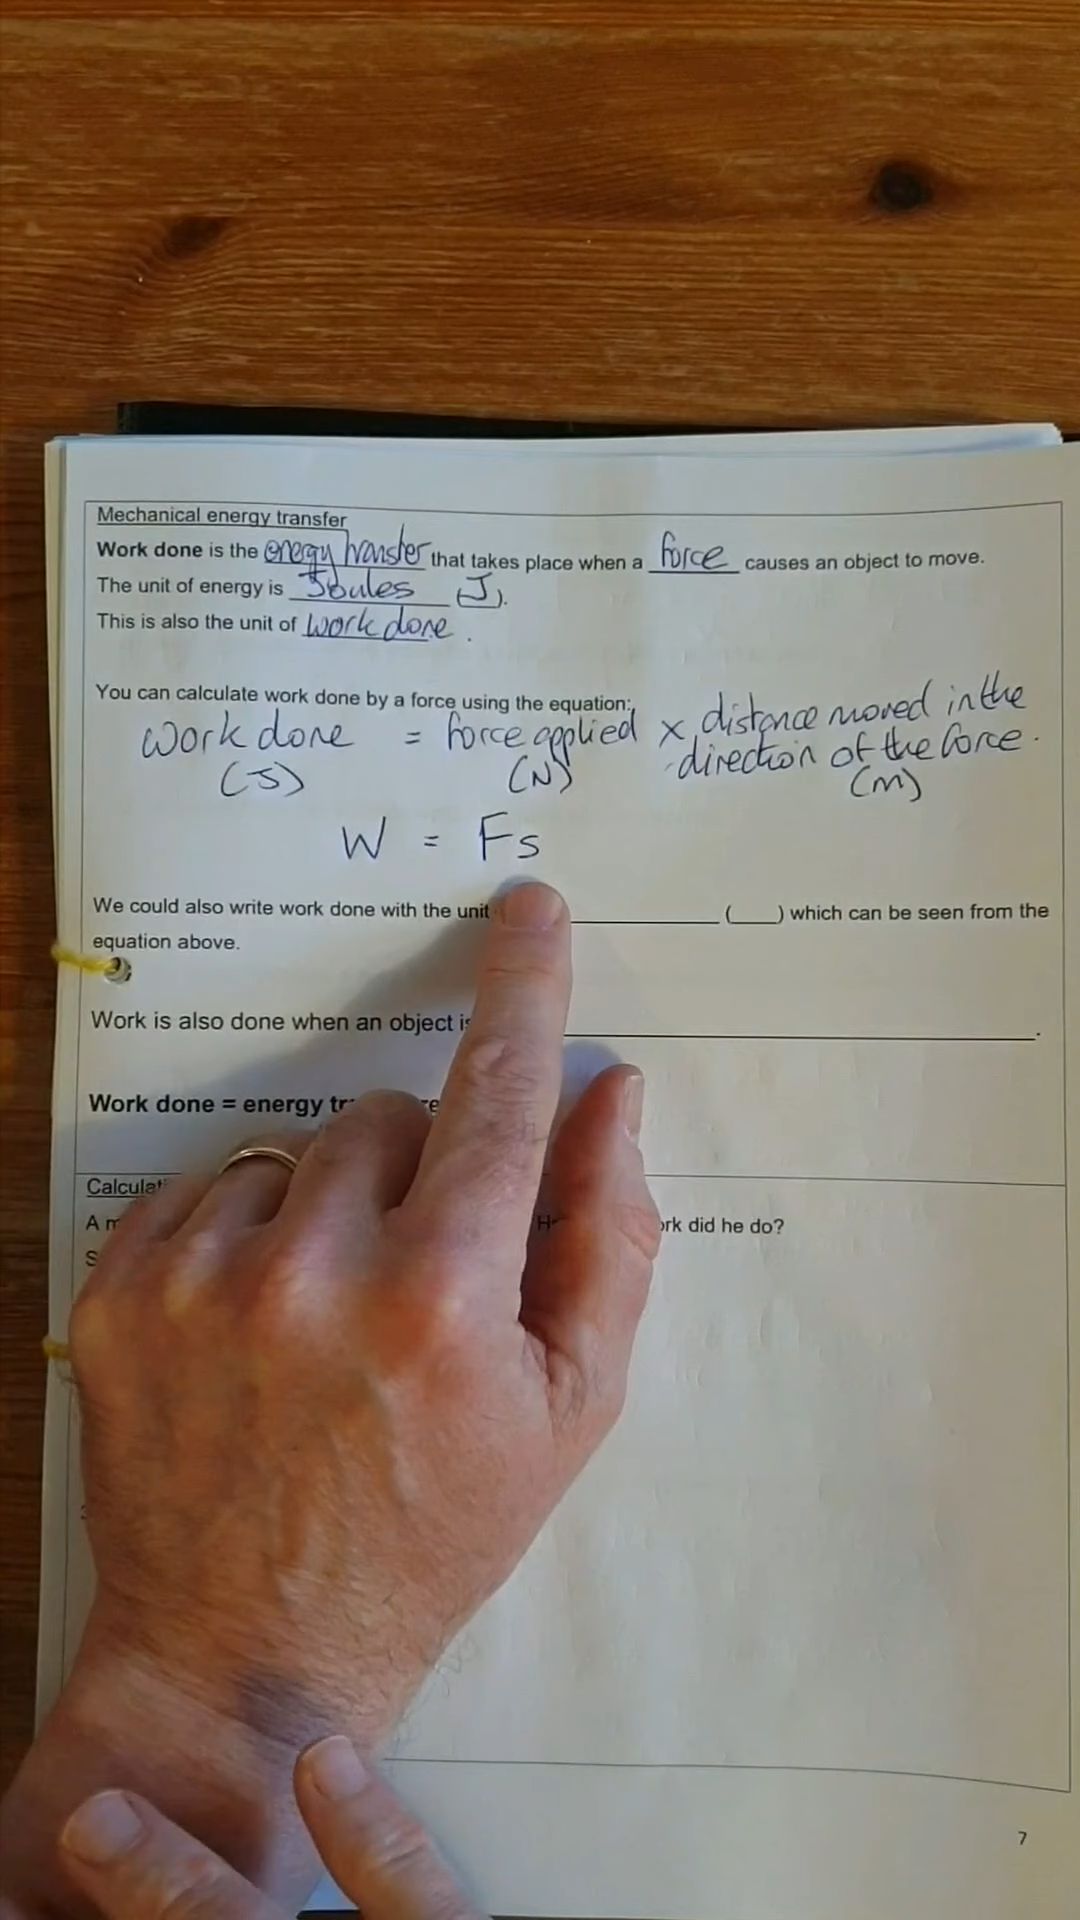 Mechanical energy transfer
Work done is the energy transfer that takes place when a force causes an object to move.
The unit of energy is Joules (J).
This is also the unit of work done.
You can calculate work done by a force using the equation:
work done = force applied x distance moved in the
direction of the force.
(J) (N) (m)
W = Fs
We could also write work done with the unit ________ (___) which can be seen from the
equation above.
Work is also done when an object ________.
Work done = energy
A
ork did he do?
7